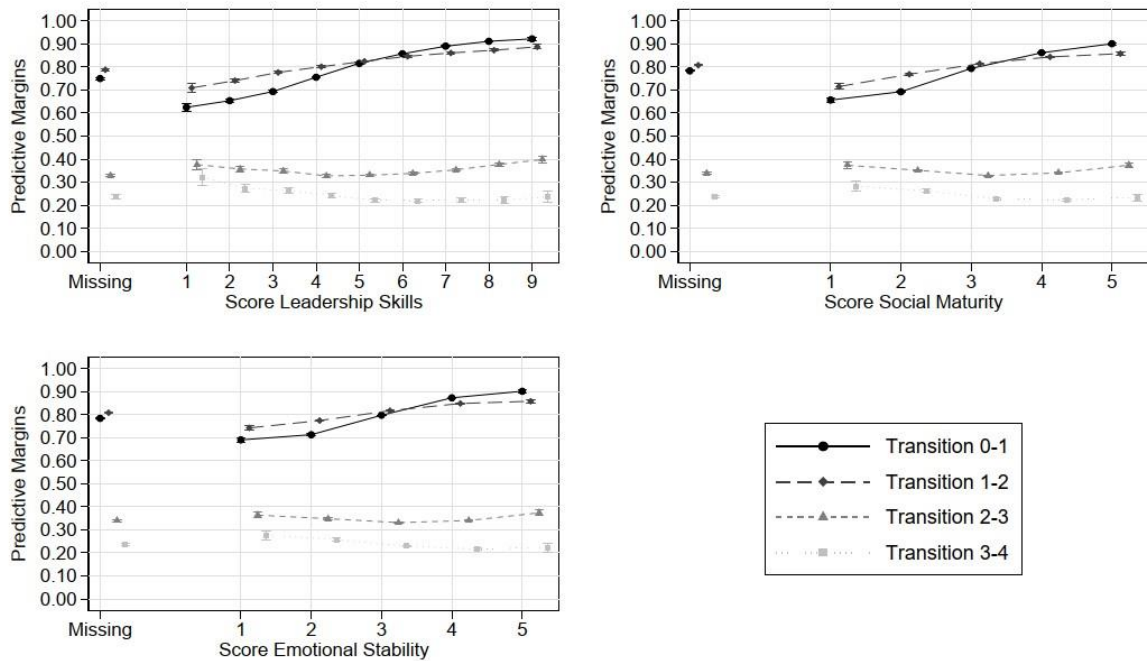 1.00
0.90
0.80
0.70
0.60
0.50
0.40
0.30
0.20
0.10
0.00
Predictive Margins
Missing 1 2 3 4 5 6 7 8 9
Score Leadership Skills
1.00
0.90
0.80
0.70
0.60
0.50
0.40
0.30
0.20
0.10
0.00
Predictive Margins
Missing 1 2 3 4 5
Score Social Maturity
1.00
0.90
0.80
0.70
0.60
0.50
0.40
0.30
0.20
0.10
0.00
Predictive Margins
Missing 1 2 3 4 5
Score Emotional Stability
Transition 0-1
Transition 1-2
Transition 2-3
Transition 3-4